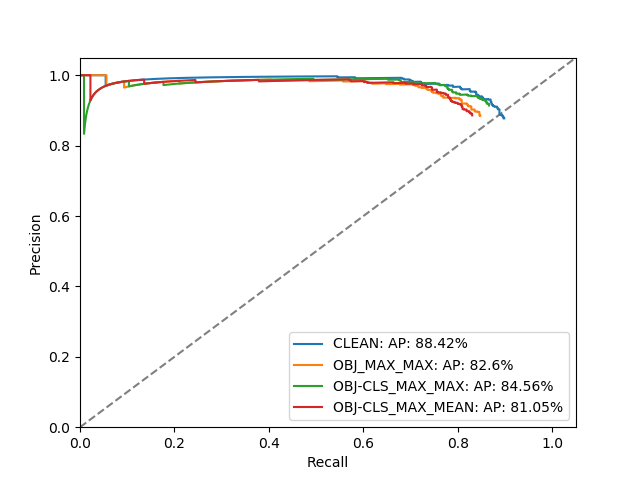 1.0
0.8
0.6
0.4
0.2
0.0
Precision
CLEAN: AP: 88.42%
OBJ_MAX_MAX: AP: 82.6%
OBJ-CLS_MAX_MAX: AP: 84.56%
OBJ-CLS_MAX_MEAN: AP: 81.05%
0.0 0.2 0.4 0.6 0.8 1.0
Recall